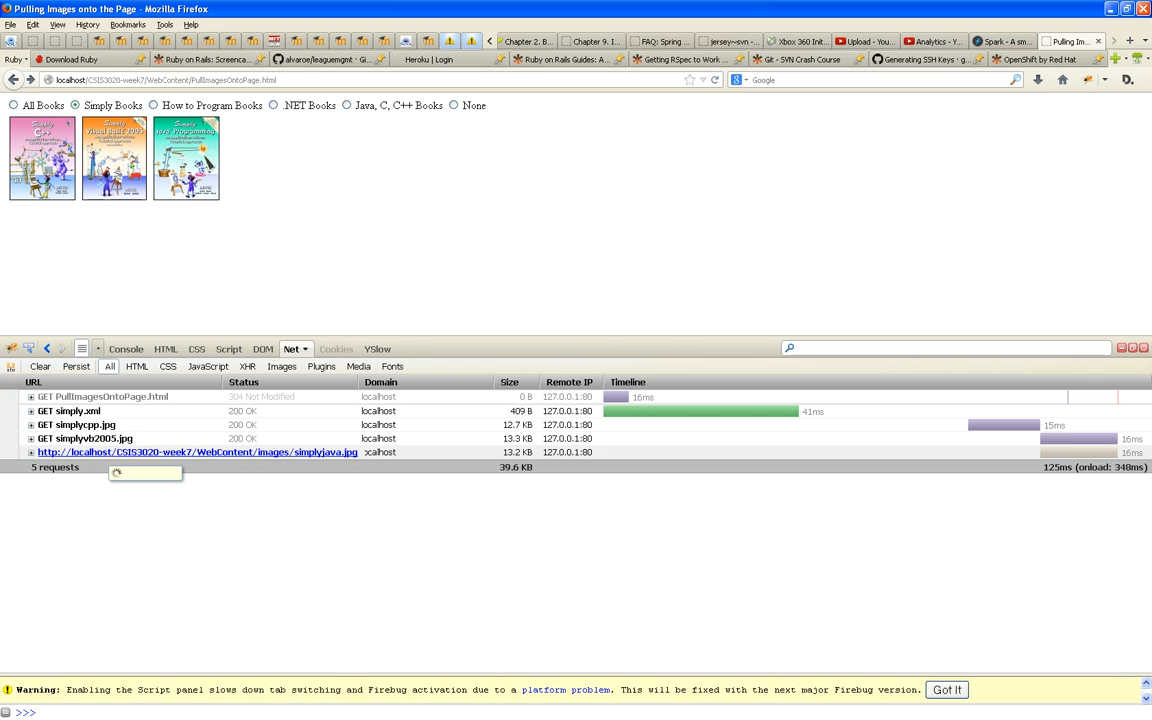 Pulling Images onto the Page - Mozilla Firefox
File Edit View History Bookmarks Tools Help
Chapter 2. B... Chapter 9. I... FAQ: Spring ... jersey~svn -... Xbox 360 Init... Upload - You... Analytics - Y... Spark - A sm... Pulling Im...
Ruby Download Ruby Ruby on Rails: Screenca... alvaroe/leaguemgmt · Gi... Heroku | Login Ruby on Rails Guides: A... Getting RSpec to Work ... Git - SVN Crash Course Generating SSH Keys · g... OpenShift by Red Hat
localhost/CSIS3020-week7/WebContent/PullImagesOntoPage.html Google
All Books Simply Books How to Program Books .NET Books Java, C, C++ Books None
Simply Simply Simply
C++ Visual Basic 2005 Java Programming
Console HTML CSS Script DOM Net Cookies YSlow
Clear Persist All HTML CSS JavaScript XHR Images Plugins Media Fonts
URL Status Domain Size Remote IP Timeline
GET PullImagesOntoPage.html 304 Not Modified localhost 0 B 127.0.0.1:80 16ms
GET simply.xml 200 OK localhost 409 B 127.0.0.1:80 41ms
GET simplycpp.jpg 200 OK localhost 12.7 KB 127.0.0.1:80 15ms
GET simplyvb2005.jpg 200 OK localhost 13.3 KB 127.0.0.1:80 16ms
http://localhost/CSIS3020-week7/WebContent/images/simplyjava.jpg ocalhost 13.2 KB 127.0.0.1:80 16ms
5 requests 39.6 KB 125ms (onload: 348ms)
Warning: Enabling the Script panel slows down tab switching and Firebug activation due to a platform problem. This will be fixed with the next major Firebug version. Got It
>>>